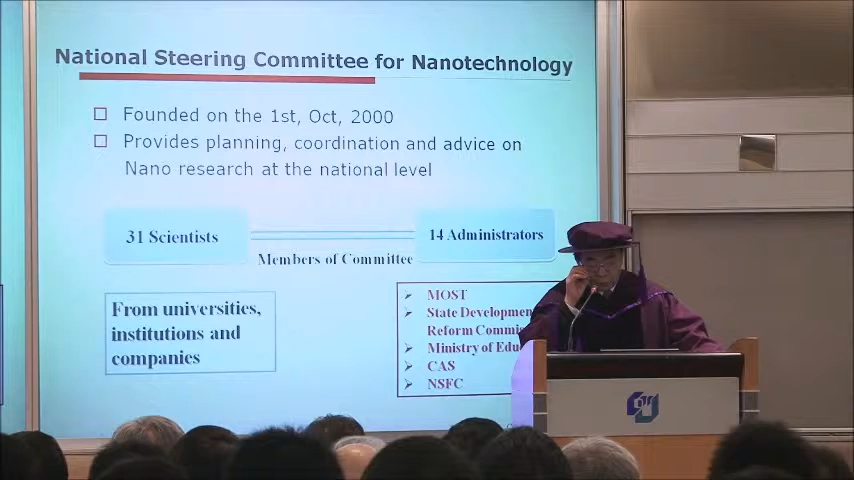 National Steering Committee for Nanotechnology
Founded on the 1st, Oct, 2000
Provides planning, coordination and advice on
Nano research at the national level
31 Scientists
14 Administrators
Members of Committee
From universities,
institutions and
companies
MOST
State Developmen
Reform Commis
Ministry of Edu
CAS
NSFC